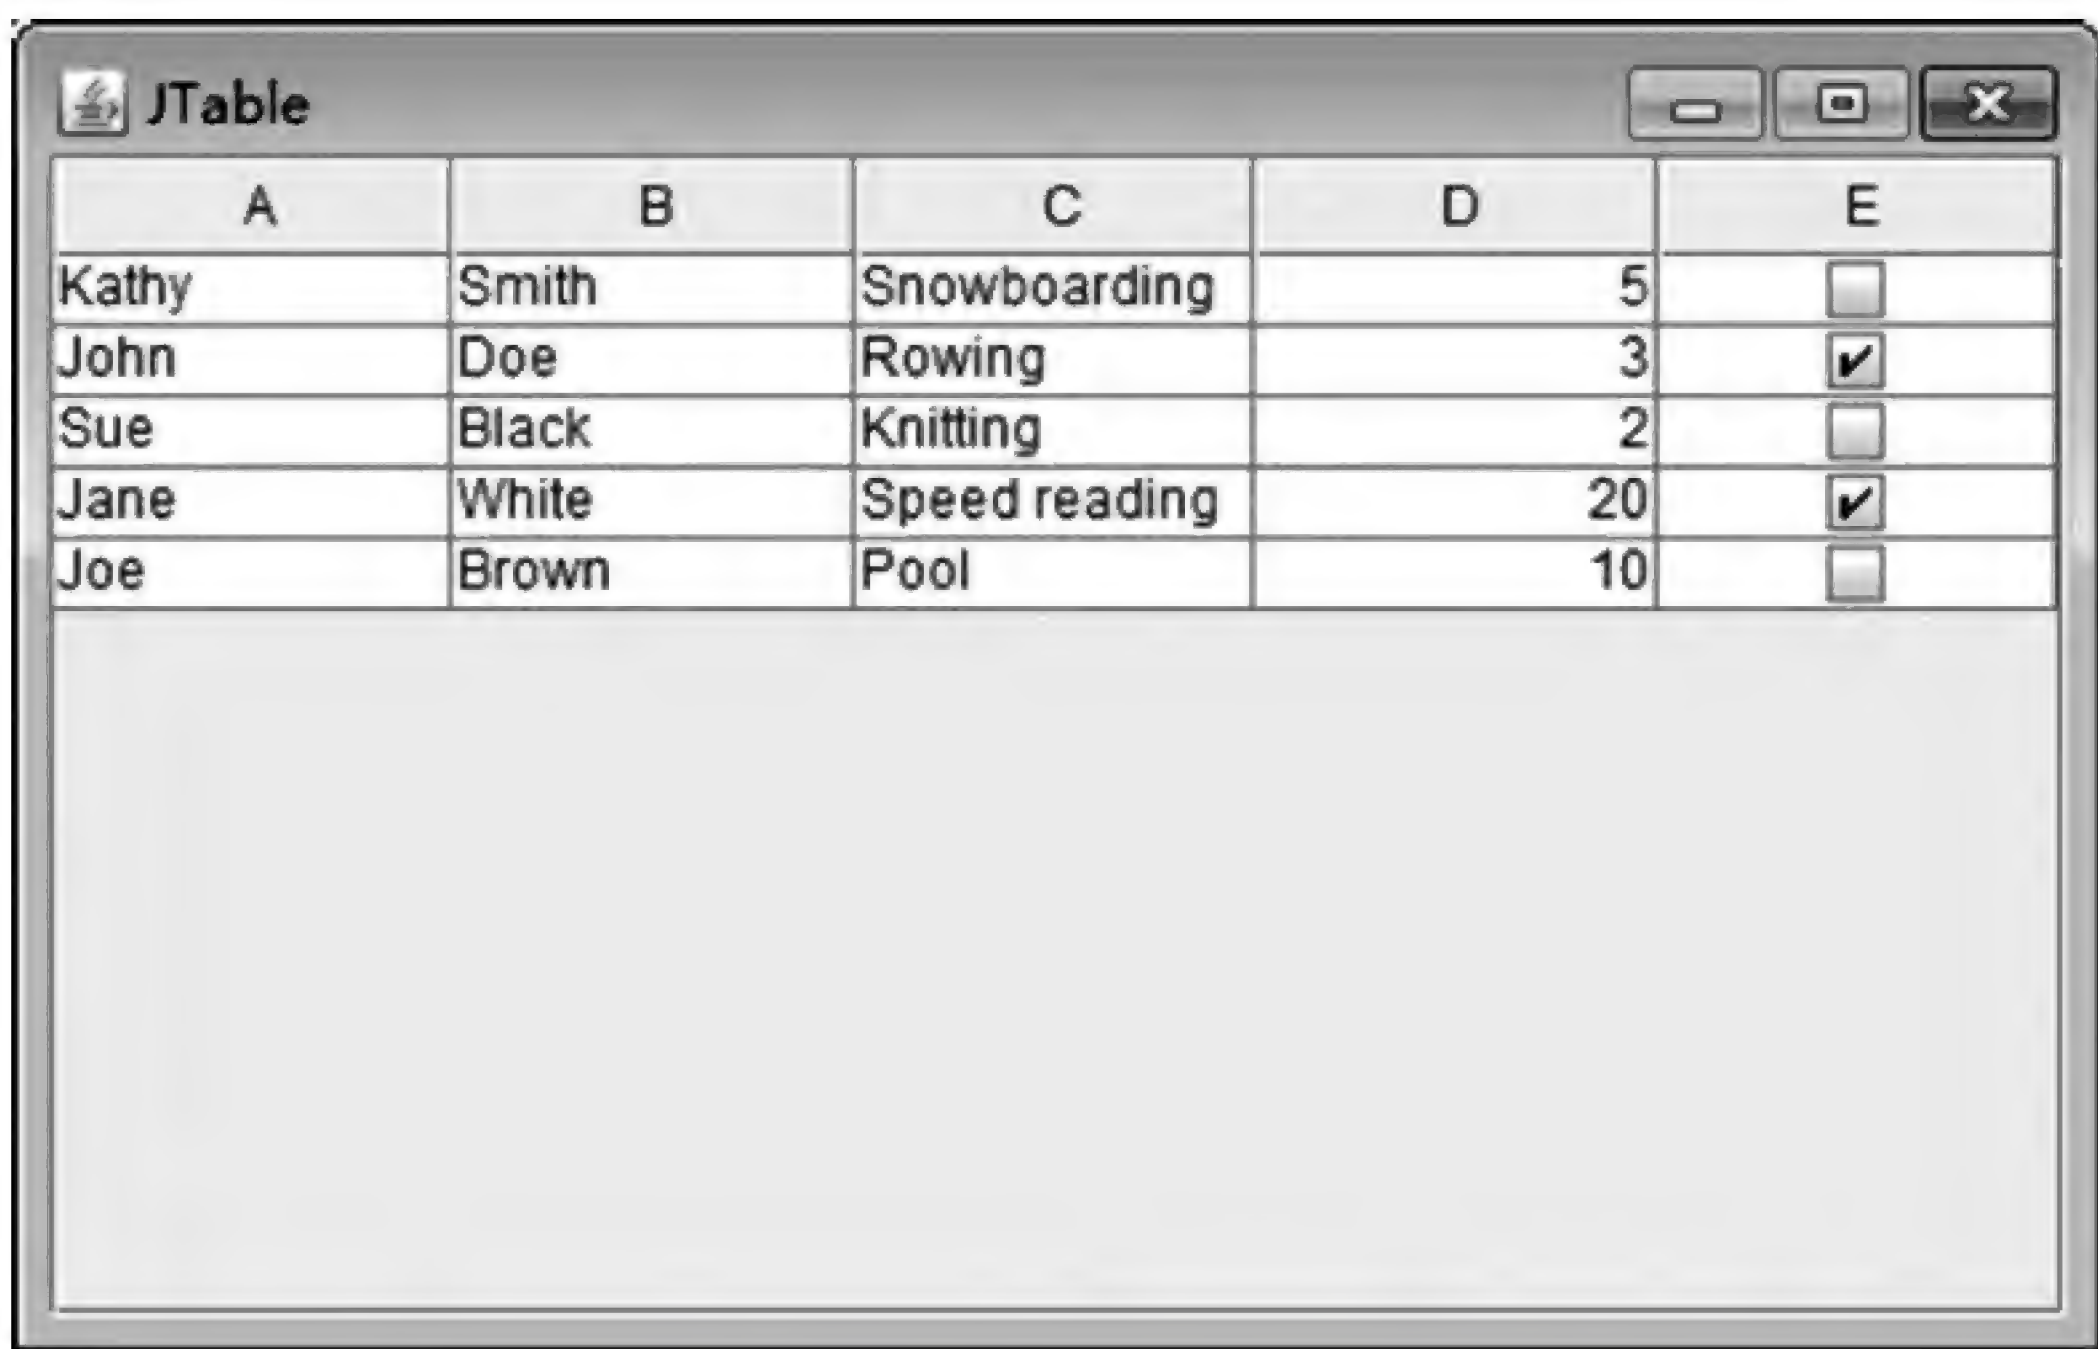 JTable
A B C D E
Kathy Smith Snowboarding 5
John Doe Rowing 3 ✔
Sue Black Knitting 2
Jane White Speed reading 20 ✔
Joe Brown Pool 10